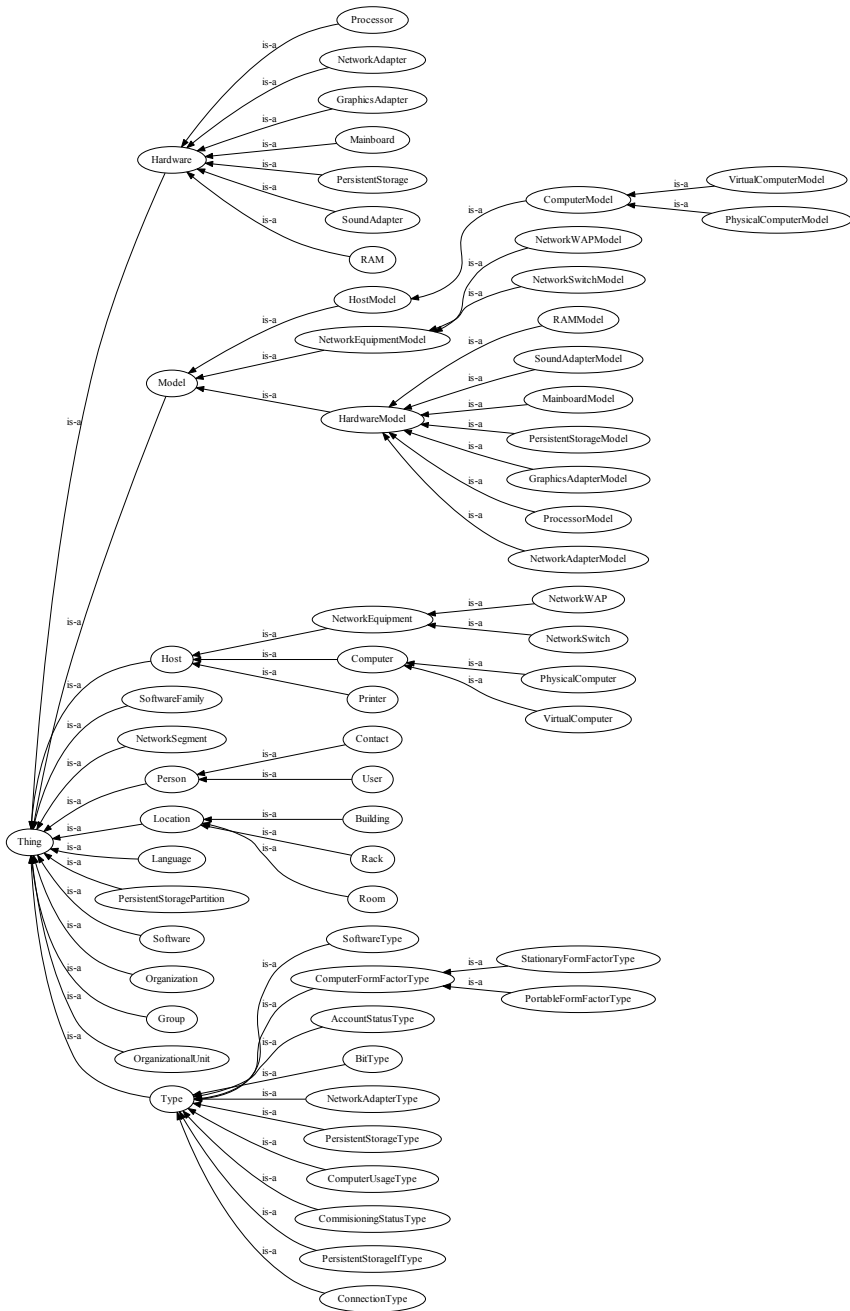 Processor
is-a
NetworkAdapter
is-a
GraphicsAdapter
is-a
Mainboard
is-a
Hardware
is-a
PersistentStorage
is-a
SoundAdapter
is-a
RAM
VirtualComputerModel
is-a
ComputerModel
is-a
PhysicalComputerModel
is-a
NetworkWAPModel
is-a
NetworkSwitchModel
is-a
HostModel
is-a
RAMModel
NetworkEquipmentModel
is-a
is-a
SoundAdapterModel
Model
is-a
is-a
MainboardModel
is-a
HardwareModel
is-a
is-a
PersistentStorageModel
is-a
GraphicsAdapterModel
is-a
ProcessorModel
is-a
NetworkAdapterModel
NetworkWAP
is-a
NetworkEquipment
is-a
is-a
NetworkSwitch
is-a
Host
is-a
Computer
is-a
PhysicalComputer
is-a
is-a
is-a
Printer
SoftwareFamily
VirtualComputer
is-a
NetworkSegment
Contact
is-a
is-a
Person
is-a
User
is-a
Location
is-a
Building
is-a
is-a
Thing
is-a
Language
Rack
is-a
is-a
PersistentStoragePartition
Room
is-a
Software
SoftwareType
is-a
is-a
StationaryFormFactorType
is-a
Organization
ComputerFormFactorType
is-a
is-a
PortableFormFactorType
is-a
Group
AccountStatusType
is-a
is-a
OrganizationalUnit
BitType
is-a
Type
is-a
NetworkAdapterType
is-a
PersistentStorageType
is-a
ComputerUsageType
is-a
CommisioningStatusType
is-a
PersistentStorageIfType
is-a
ConnectionType